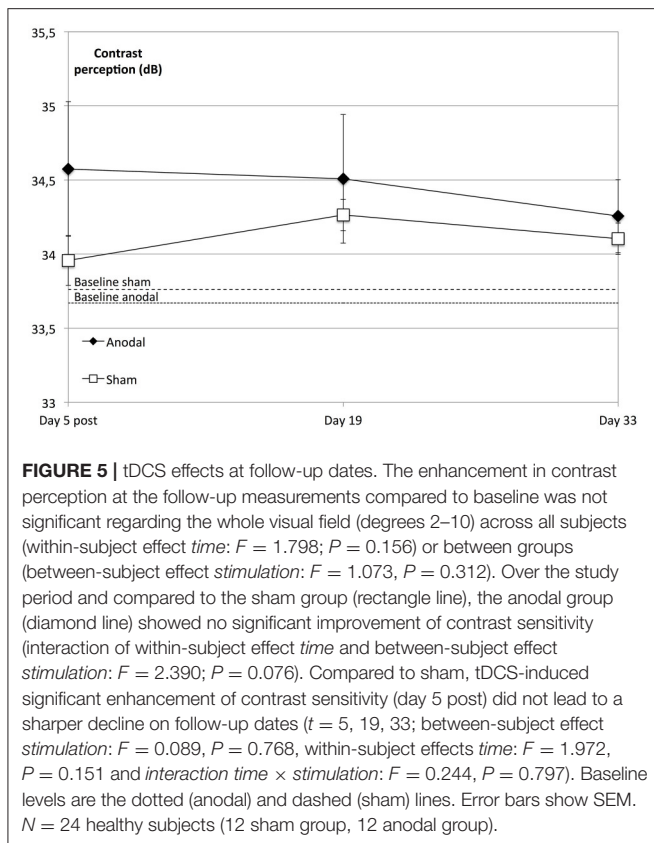 35,5
Contrast
perception (dB)
35
34,5
34
Baseline sham
Baseline anodal
33,5
Anodal
Sham
33
Day 5 post Day 19 Day 33
FIGURE 5 | tDCS effects at follow-up dates. The enhancement in contrast
perception at the follow-up measurements compared to baseline was not
significant regarding the whole visual field (degrees 2–10) across all subjects
(within-subject effect time: F = 1.798; P = 0.156) or between groups
(between-subject effect stimulation: F = 1.073, P = 0.312). Over the study
period and compared to the sham group (rectangle line), the anodal group
(diamond line) showed no significant improvement of contrast sensitivity
(interaction of within-subject effect time and between-subject effect
stimulation: F = 2.390; P = 0.076). Compared to sham, tDCS-induced
significant enhancement of contrast sensitivity (day 5 post) did not lead to a
sharper decline on follow-up dates (t = 5, 19, 33; between-subject effect
stimulation: F = 0.089, P = 0.768, within-subject effects time: F = 1.972,
P = 0.151 and interaction time × stimulation: F = 0.244, P = 0.797). Baseline
levels are the dotted (anodal) and dashed (sham) lines. Error bars show SEM.
N = 24 healthy subjects (12 sham group, 12 anodal group).